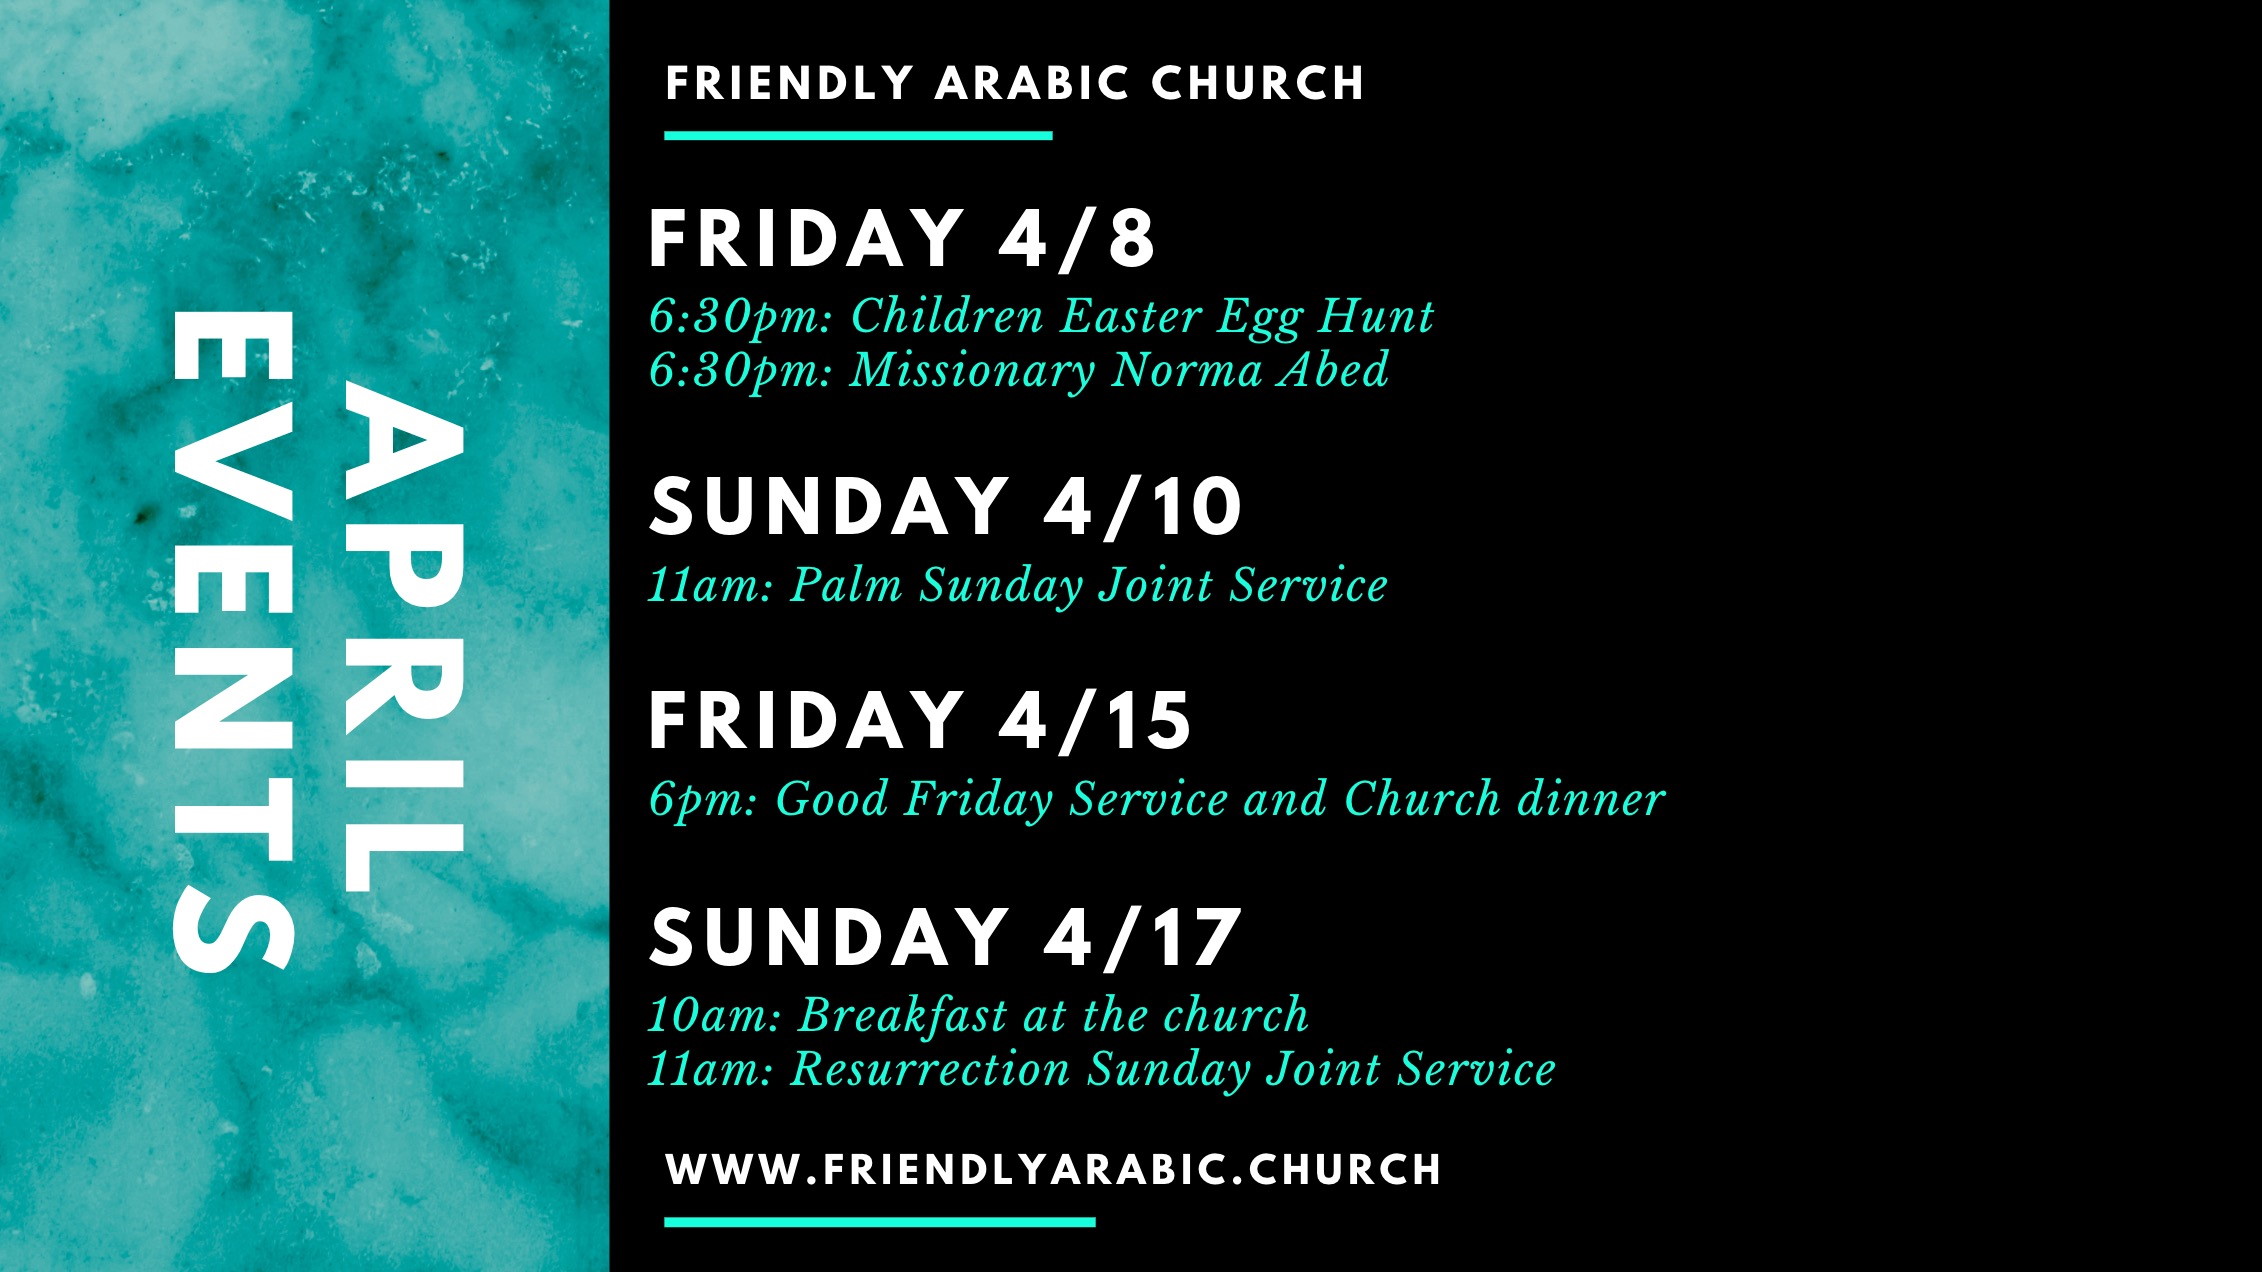 APRIL
EVENTS
FRIENDLY ARABIC CHURCH
FRIDAY 4/8
6:30pm: Children Easter Egg Hunt
6:30pm: Missionary Norma Abed
SUNDAY 4/10
11am: Palm Sunday Joint Service
FRIDAY 4/15
6pm: Good Friday Service and Church dinner
SUNDAY 4/17
10am: Breakfast at the church
11am: Resurrection Sunday Joint Service
WWW.FRIENDLYARABIC.CHURCH